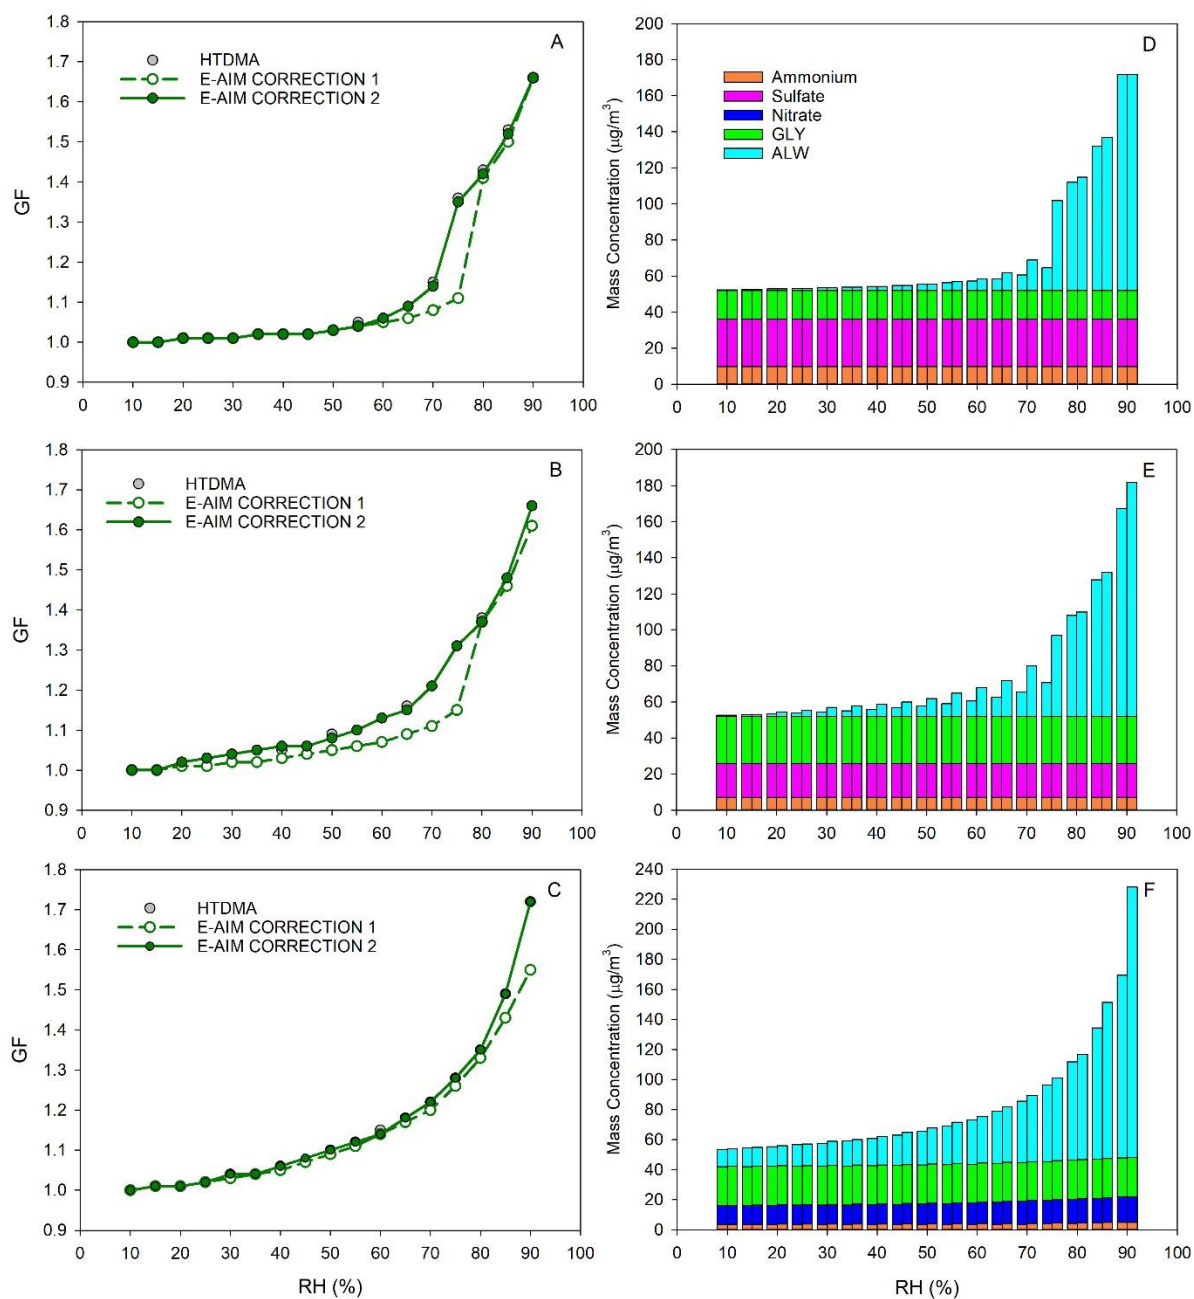 A
HTDMA
E-AIM CORRECTION 1
E-AIM CORRECTION 2
GF
1.8
1.7
1.6
1.5
1.4
1.3
1.2
1.1
1.0
0.9
0 10 20 30 40 50 60 70 80 90 100
D
Ammonium
Sulfate
Nitrate
GLY
ALW
Mass Concentration (µg/m³)
200
180
160
140
120
100
80
60
40
20
0
0 10 20 30 40 50 60 70 80 90 100
B
HTDMA
E-AIM CORRECTION 1
E-AIM CORRECTION 2
GF
1.8
1.7
1.6
1.5
1.4
1.3
1.2
1.1
1.0
0.9
0 10 20 30 40 50 60 70 80 90 100
E
Mass Concentration (µg/m³)
200
180
160
140
120
100
80
60
40
20
0
0 10 20 30 40 50 60 70 80 90 100
C
HTDMA
E-AIM CORRECTION 1
E-AIM CORRECTION 2
GF
1.8
1.7
1.6
1.5
1.4
1.3
1.2
1.1
1.0
0.9
0 10 20 30 40 50 60 70 80 90 100
RH (%)
F
Mass Concentration (µg/m³)
240
220
200
180
160
140
120
100
80
60
40
20
0
0 10 20 30 40 50 60 70 80 90 100
RH (%)